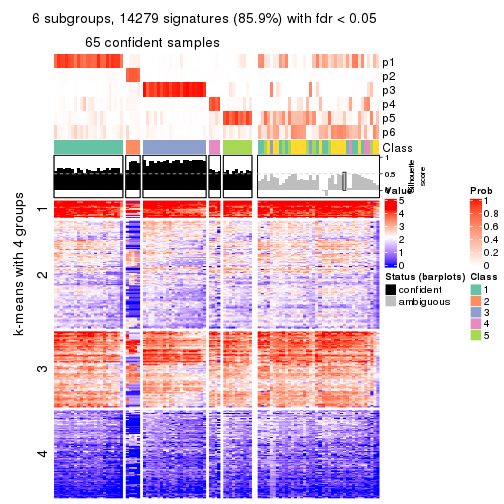 6 subgroups, 14279 signatures (85.9%) with fdr < 0.05
65 confident samples
p1
p2
p3
p4
p5
p6
Class
1
0.5
0
Silhouette
score
k-means with 4 groups
1
2
3
4
Value
5
4
3
2
1
0
Prob
1
0.8
0.6
0.4
0.2
0
Status (barplots)
confident
ambiguous
Class
1
2
3
4
5